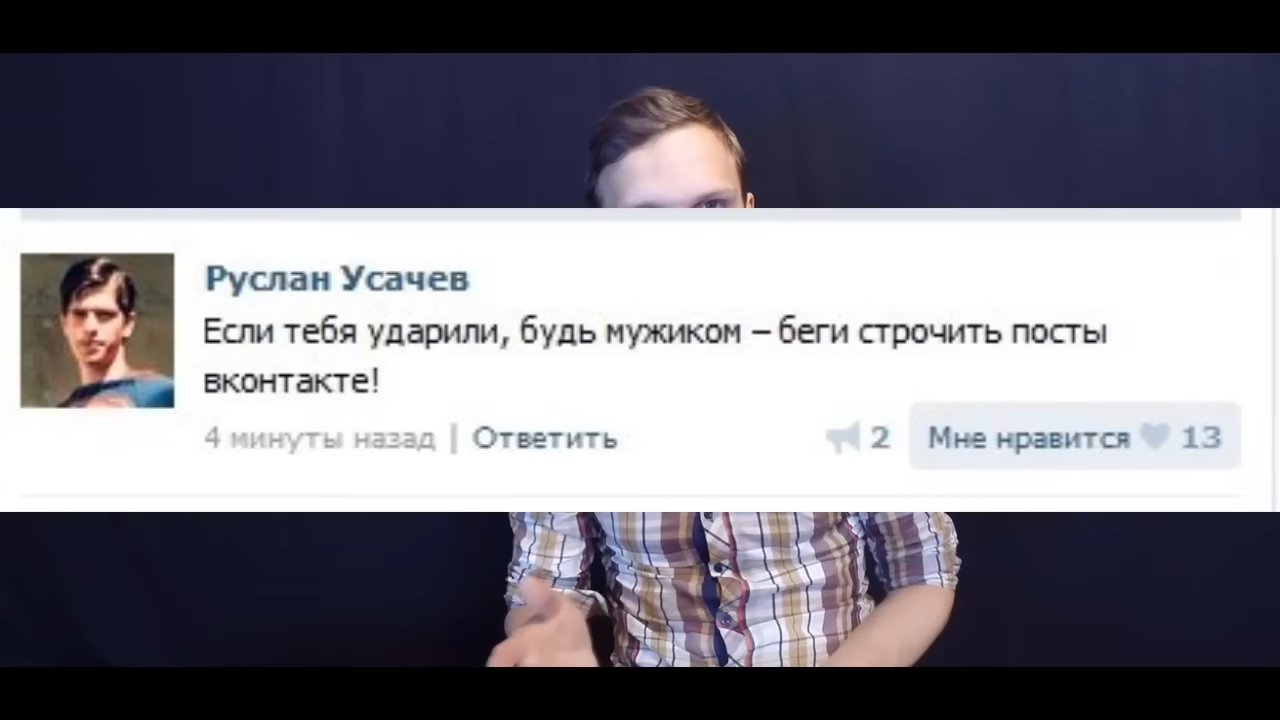 Руслан Усачев
Если тебя ударили, будь мужиком – беги строчить посты
вконтакте!
4 минуты назад | Ответить 2 Мне нравится 13